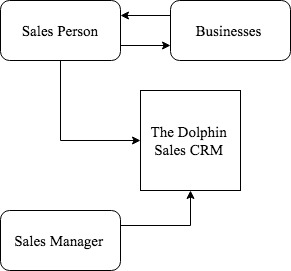 Sales Person
Businesses
The Dolphin
Sales CRM
Sales Manager